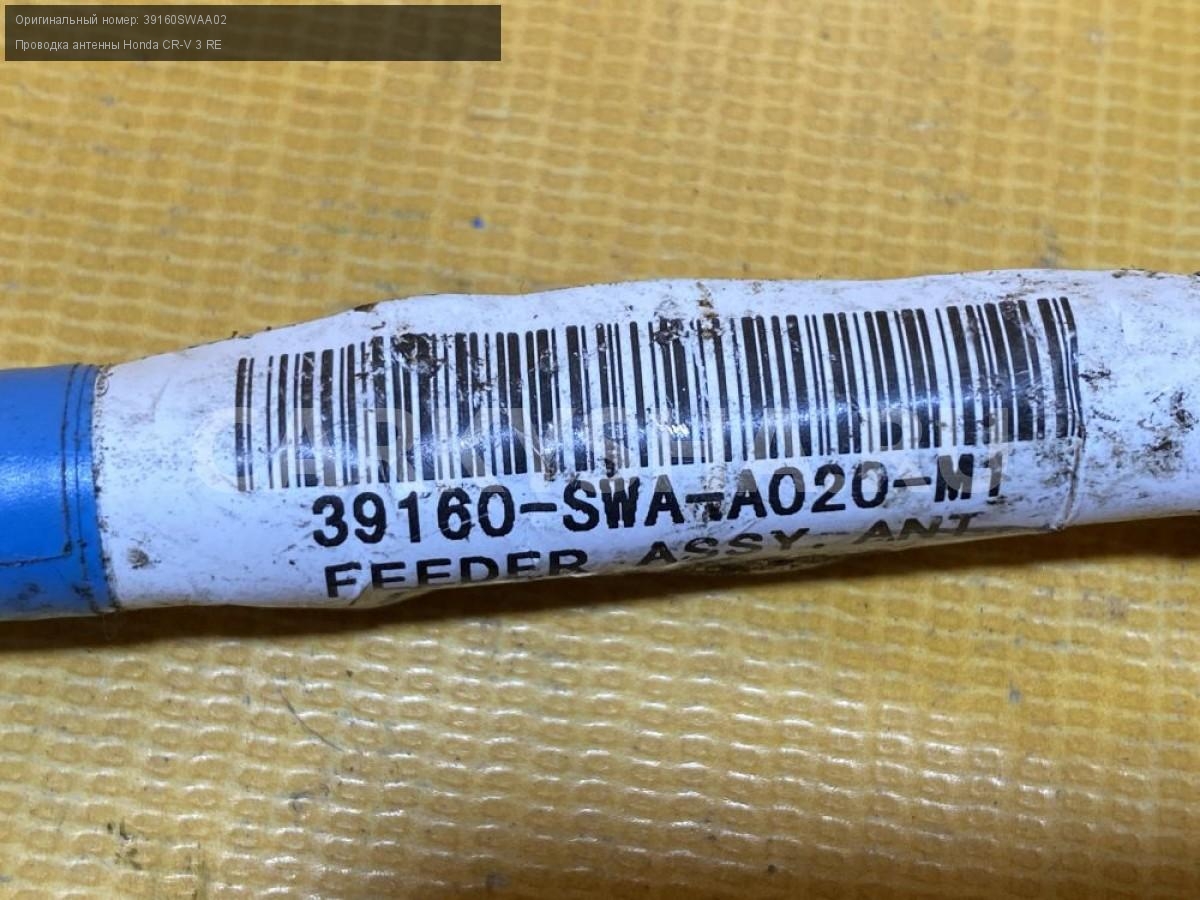 Оригинальный номер: 39160SWAA02
Проводка антенны Honda CR-V 3 RE
39160-SWA-A020-M1
FEEDER ASSY. ANT